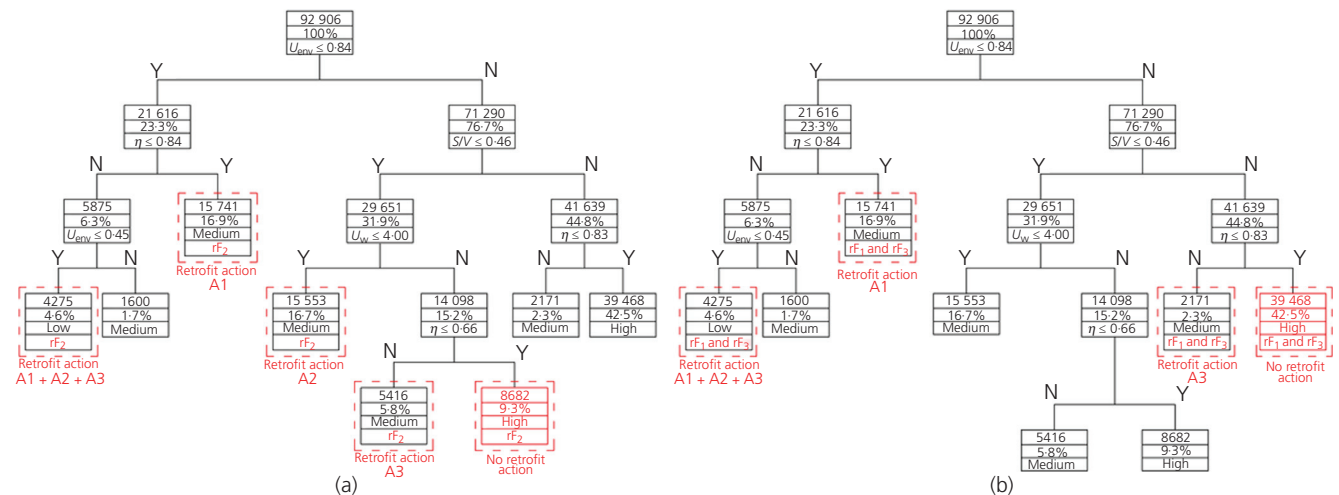 92 906
100%
Uenv ≤ 0·84
Y
N
21 616
23·3%
η ≤ 0·84
71 290
76·7%
S/V ≤ 0·46
N
Y
Y
N
5875
6·3%
Uenv ≤ 0·45
15 741
16·9%
Medium
rF2
Retrofit action
A1
29 651
31·9%
Uw ≤ 4·00
41 639
44·8%
η ≤ 0·83
Y
N
Y
N
N
Y
4275
4·6%
Low
rF2
Retrofit action
A1 + A2 + A3
1600
1·7%
Medium
15 553
16·7%
Medium
rF2
Retrofit action
A2
14 098
15·2%
η ≤ 0·66
2171
2·3%
Medium
39 468
42·5%
High
N
Y
5416
5·8%
Medium
rF2
Retrofit action
A3
8682
9·3%
High
rF2
No retrofit
action
(a)
92 906
100%
Uenv ≤ 0·84
Y
N
21 616
23·3%
η ≤ 0·84
71 290
76·7%
S/V ≤ 0·46
N
Y
Y
N
5875
6·3%
Uenv ≤ 0·45
15 741
16·9%
Medium
rF1 and rF3
Retrofit action
A1
29 651
31·9%
Uw ≤ 4·00
41 639
44·8%
η ≤ 0·83
Y
N
Y
N
N
Y
4275
4·6%
Low
rF1 and rF3
Retrofit action
A1 + A2 + A3
1600
1·7%
Medium
15 553
16·7%
Medium
14 098
15·2%
η ≤ 0·66
2171
2·3%
Medium
rF1 and rF3
Retrofit action
A3
39 468
42·5%
High
rF1 and rF3
No retrofit
action
N
Y
5416
5·8%
Medium
8682
9·3%
High
(b)